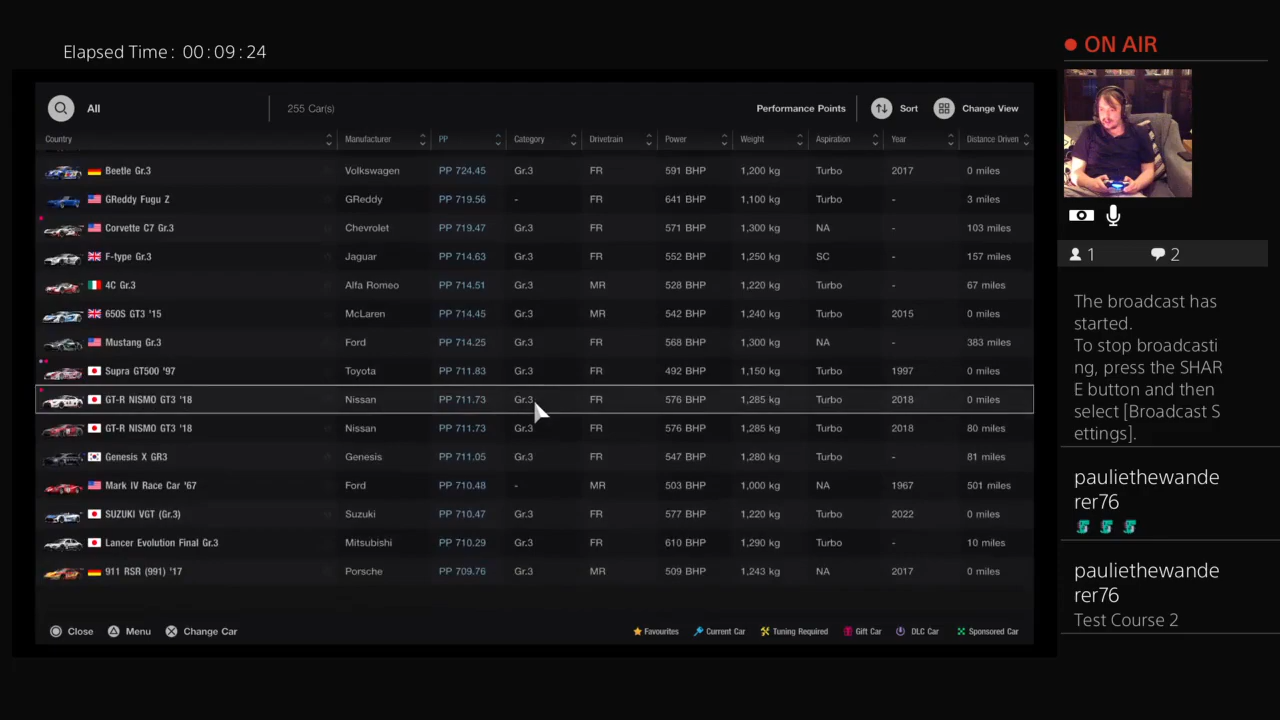 Elapsed Time: 00:09:24
ON AIR
All
255 Car(s)
Performance Points
Sort
Change View
Country Manufacturer PP Category Drivetrain Power Weight Aspiration Year Distance Driven
Beetle Gr.3 Volkswagen PP 724.45 Gr.3 FR 591 BHP 1,200 kg Turbo 2017 0 miles
GReddy Fugu Z GReddy PP 719.56 - FR 641 BHP 1,100 kg Turbo - 3 miles
Corvette C7 Gr.3 Chevrolet PP 719.47 Gr.3 FR 571 BHP 1,300 kg NA - 103 miles
F-type Gr.3 Jaguar PP 714.63 Gr.3 FR 552 BHP 1,250 kg SC - 157 miles
4C Gr.3 Alfa Romeo PP 714.51 Gr.3 MR 528 BHP 1,220 kg Turbo - 67 miles
650S GT3 '15 McLaren PP 714.45 Gr.3 MR 542 BHP 1,240 kg Turbo 2015 0 miles
Mustang Gr.3 Ford PP 714.25 Gr.3 FR 568 BHP 1,300 kg NA - 383 miles
Supra GT500 '97 Toyota PP 711.83 Gr.3 FR 492 BHP 1,150 kg Turbo 1997 0 miles
GT-R NISMO GT3 '18 Nissan PP 711.73 Gr.3 FR 576 BHP 1,285 kg Turbo 2018 0 miles
GT-R NISMO GT3 '18 Nissan PP 711.73 Gr.3 FR 576 BHP 1,285 kg Turbo 2018 80 miles
Genesis X GR3 Genesis PP 711.05 Gr.3 FR 547 BHP 1,280 kg Turbo - 81 miles
Mark IV Race Car '67 Ford PP 710.48 - MR 503 BHP 1,000 kg NA 1967 501 miles
SUZUKI VGT (Gr.3) Suzuki PP 710.47 Gr.3 FR 577 BHP 1,220 kg Turbo 2022 0 miles
Lancer Evolution Final Gr.3 Mitsubishi PP 710.29 Gr.3 FR 610 BHP 1,290 kg Turbo - 10 miles
911 RSR (991) '17 Porsche PP 709.76 Gr.3 MR 509 BHP 1,243 kg NA 2017 0 miles
Close Menu Change Car
Favourites Current Car Tuning Required Gift Car DLC Car Sponsored Car
1 2
The broadcast has
started.
To stop broadcasti
ng, press the SHAR
E button and then
select [Broadcast S
ettings].
pauliethewande
rer76
pauliethewande
rer76
Test Course 2